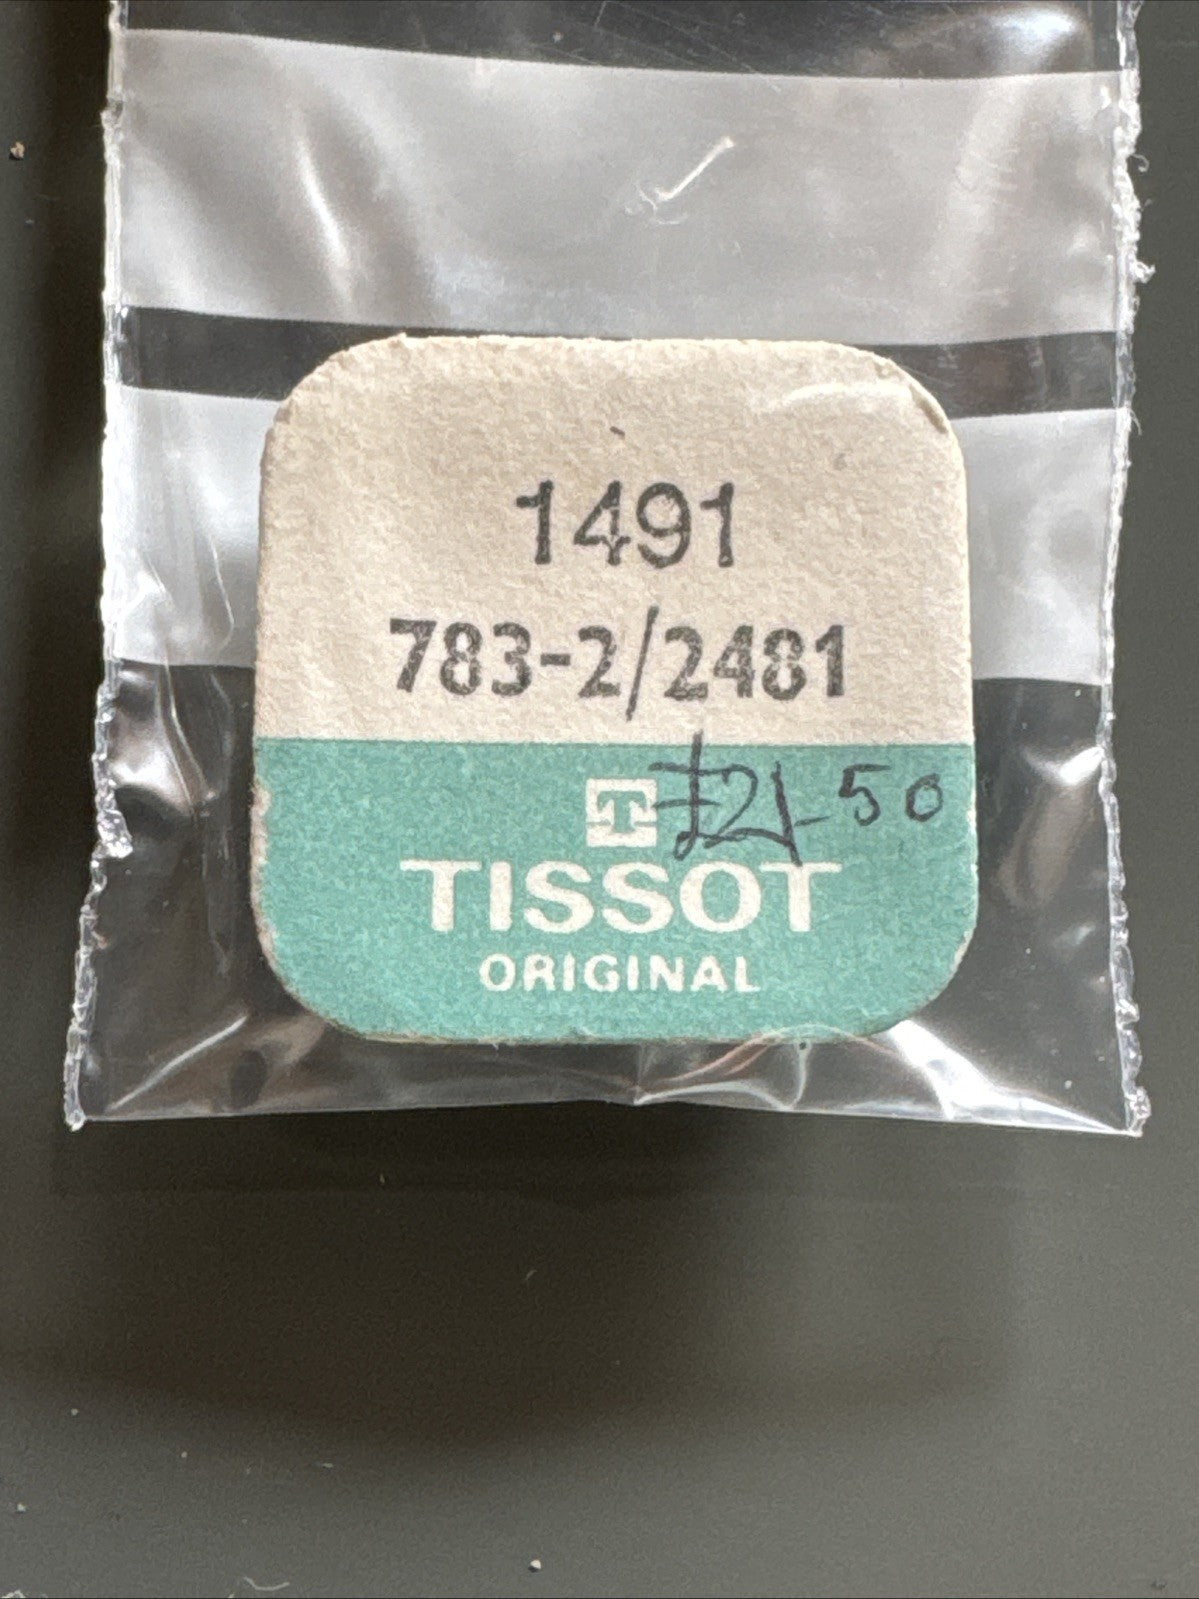 1491
783-2/2481
£21-50
TISSOT
ORIGINAL